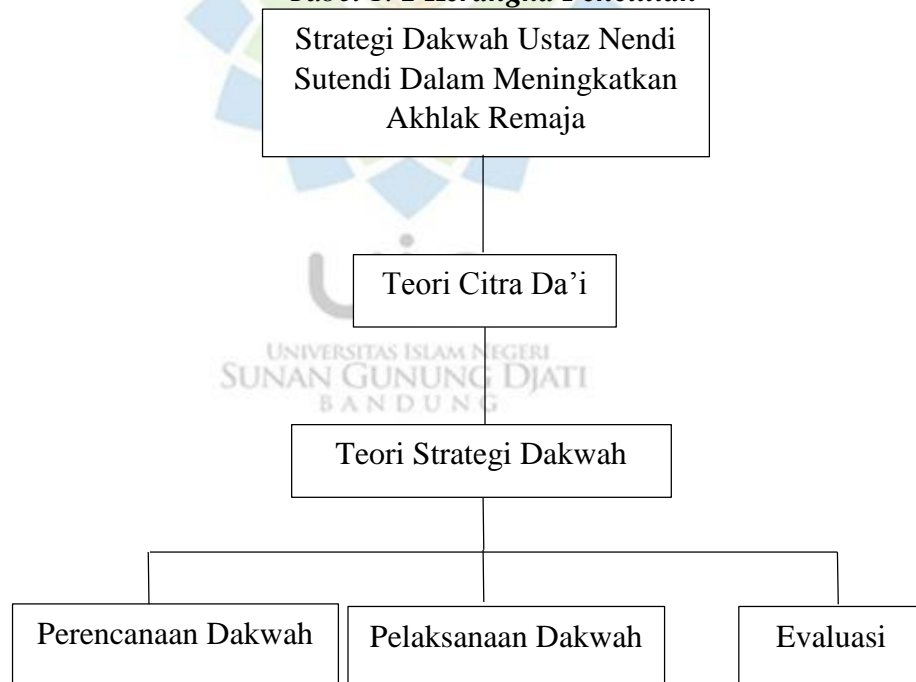 Strategi Dakwah Ustaz Nendi
Sutendi Dalam Meningkatkan
Akhlak Remaja
Teori Citra Da’i
UNIVERSITAS ISLAM NEGERI
SUNAN GUNUNG DJATI
BANDUNG
Teori Strategi Dakwah
Perencanaan Dakwah
Pelaksanaan Dakwah
Evaluasi